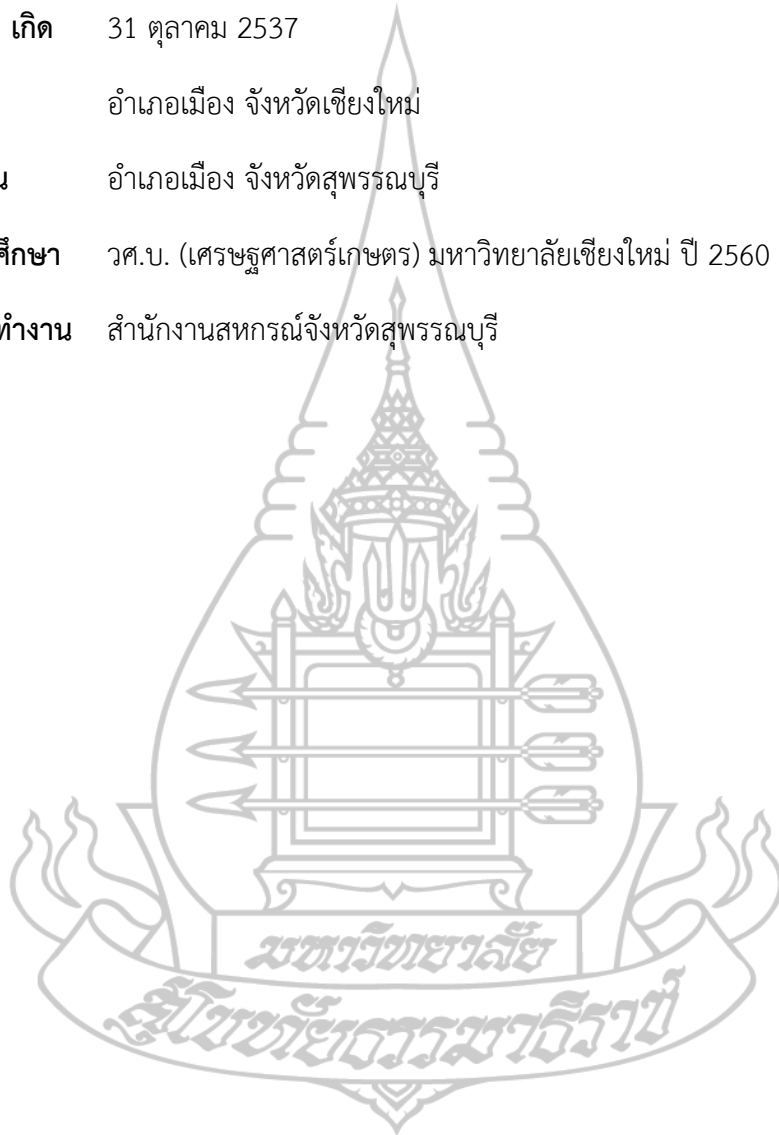 เกิด 31 ตุลาคม 2537
อำเภอเมือง จังหวัดเชียงใหม่
น อำเภอเมือง จังหวัดสุพรรณบุรี
ศึกษา วศ.บ. (เศรษฐศาสตร์เกษตร) มหาวิทยาลัยเชียงใหม่ ปี 2560
ทำงาน สำนักงานสหกรณ์จังหวัดสุพรรณบุรี
มหาวิทยาลัย
สุโขทัยธรรมาธิราช